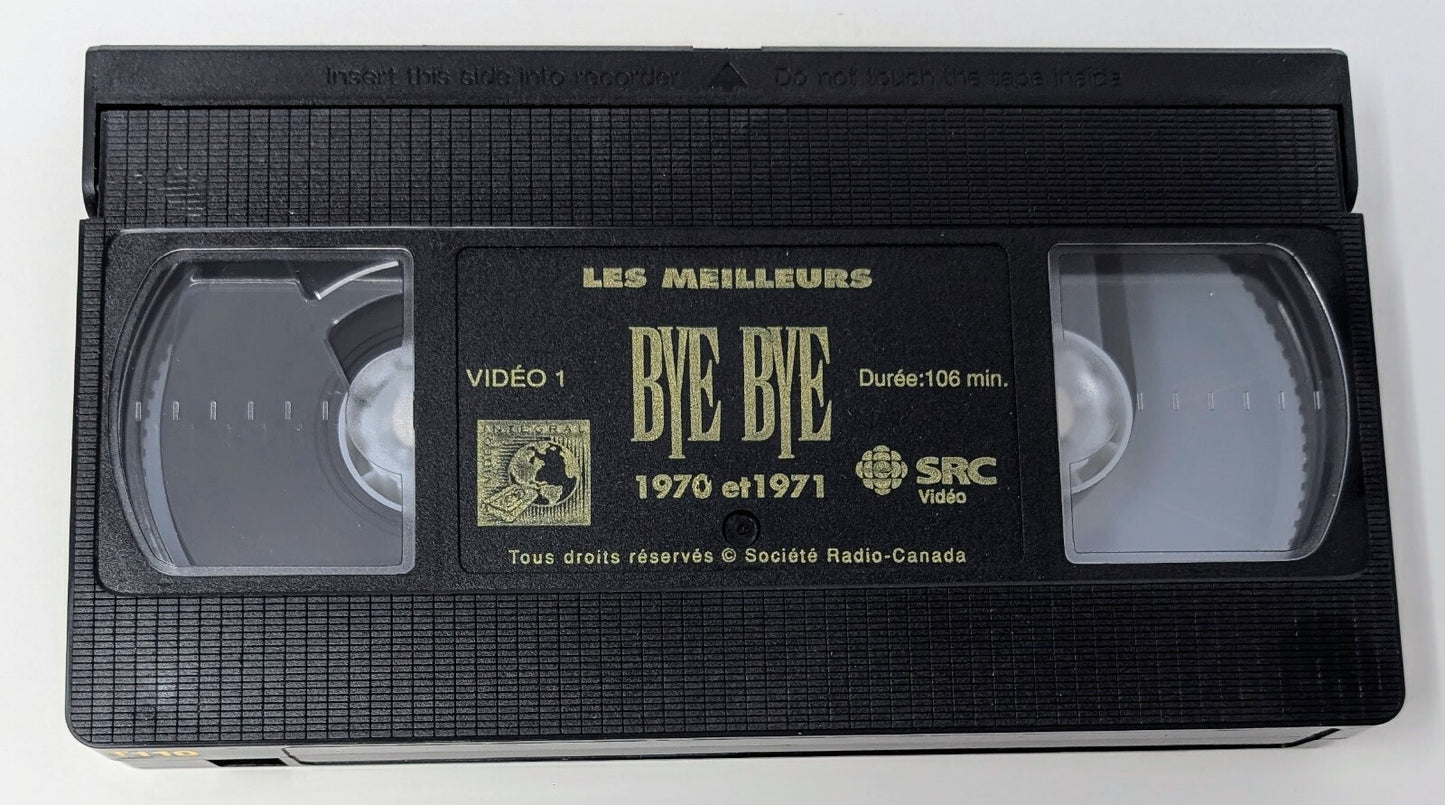 Insert this side into recorder Do not touch the tape inside
LES MEILLEURS
BYE BYE
VIDÉO 1
Durée:106 min.
INTÉGRAL
1970 et1971
SRC
Vidéo
Tous droits réservés © Société Radio-Canada